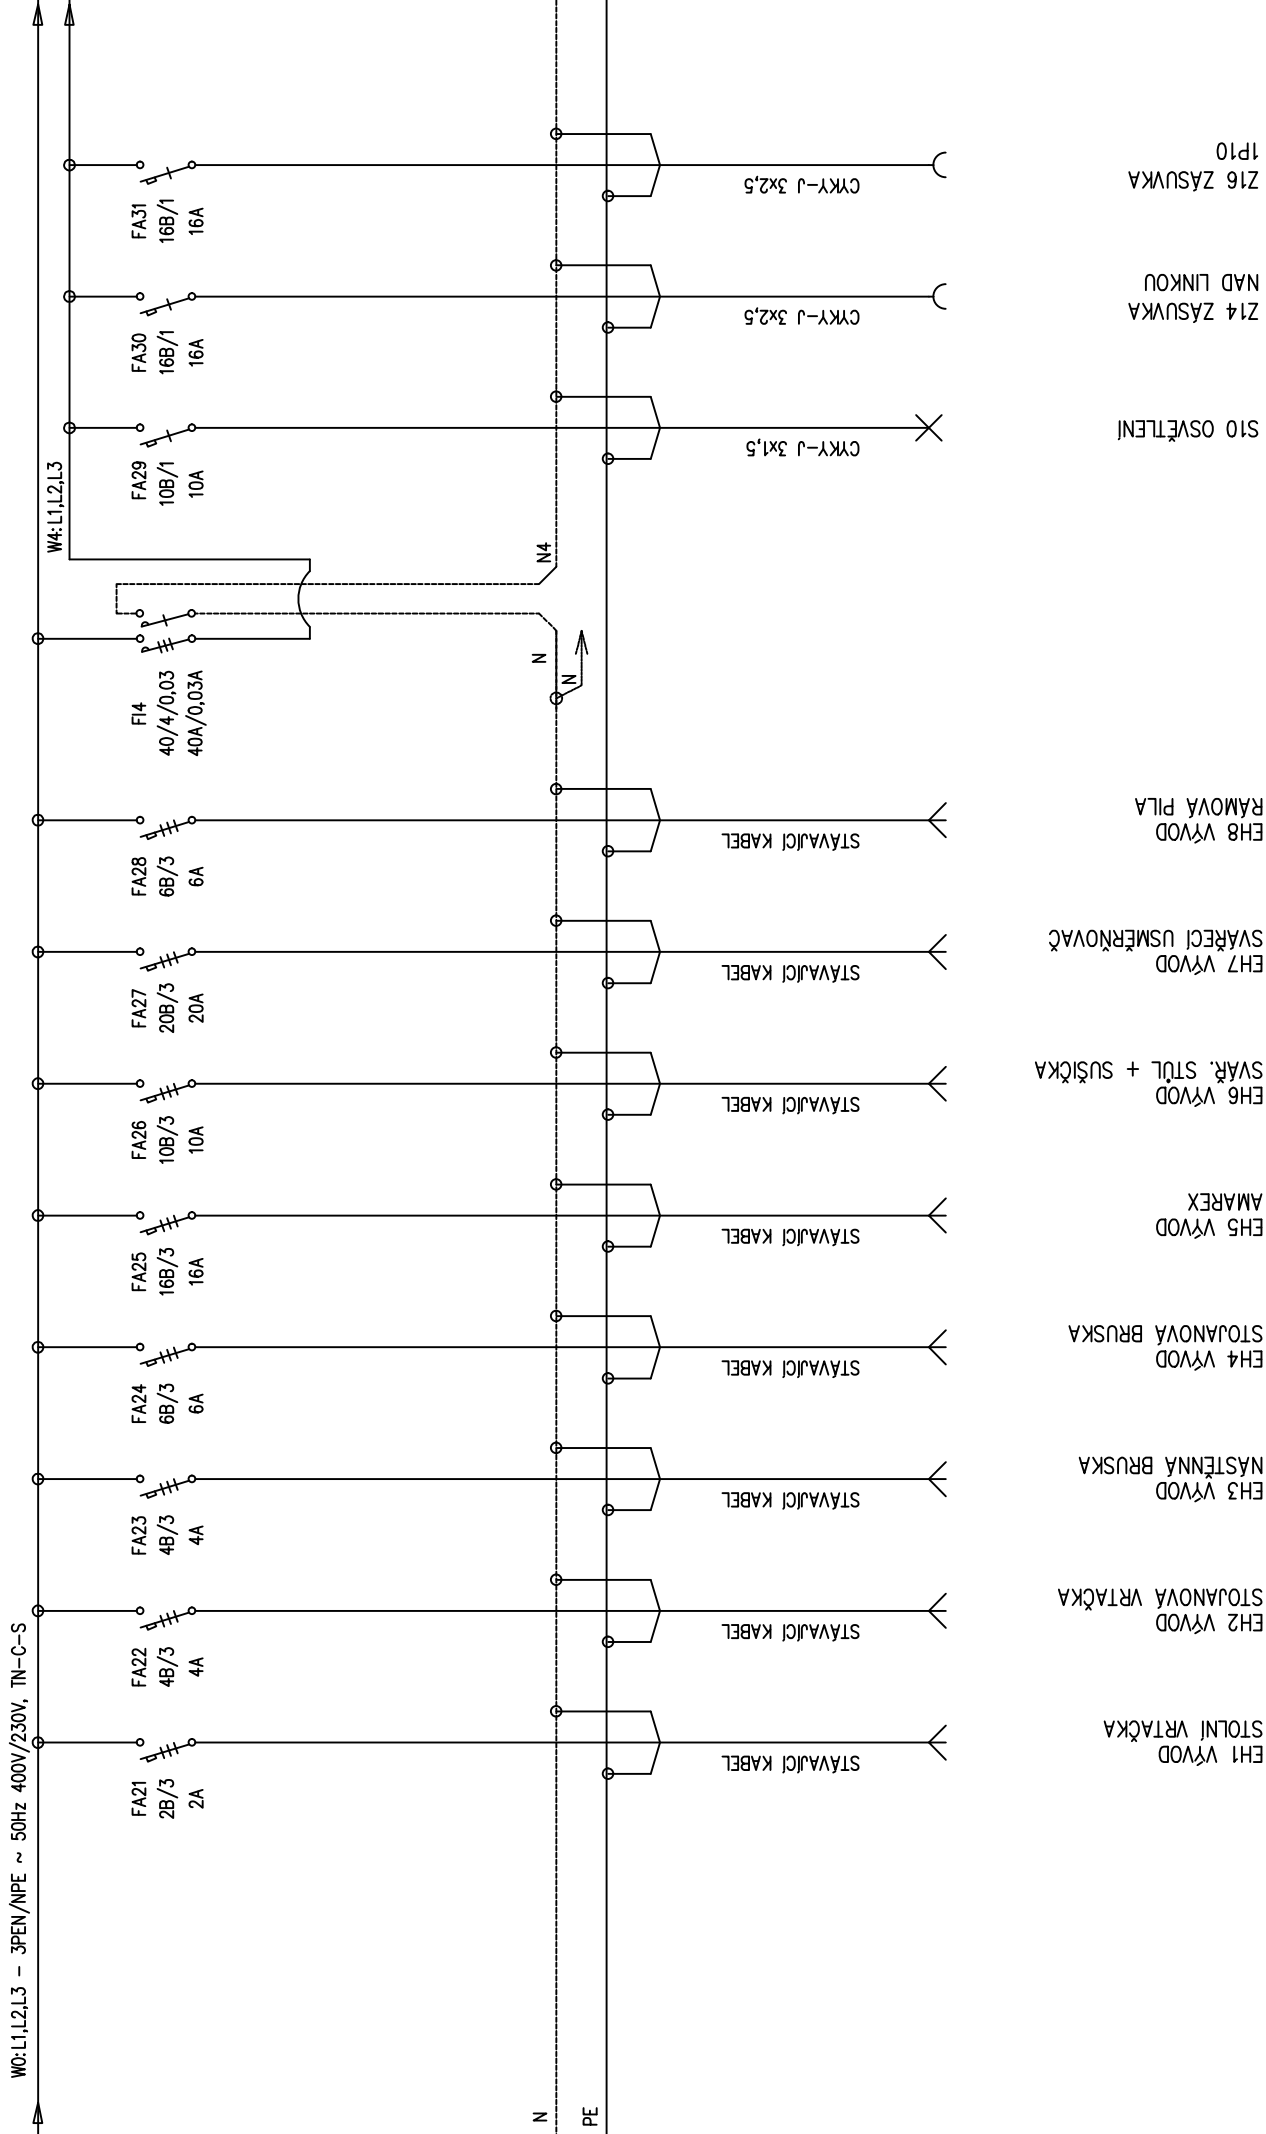 W0:L1,L2,L3 – 3PEN/NPE ~ 50Hz 400V/230V, TN–C–S
W4:L1,L2,L3
FA21
2B/3
2A
FA22
4B/3
4A
FA23
4B/3
4A
FA24
6B/3
6A
FA25
16B/3
16A
FA26
10B/3
10A
FA27
20B/3
20A
FA28
6B/3
6A
FI4
40/4/0,03
40A/0,03A
FA29
10B/1
10A
FA30
16B/1
16A
FA31
16B/1
16A
N
N
N
N4
PE
STÁVAJÍCÍ KABEL
STÁVAJÍCÍ KABEL
STÁVAJÍCÍ KABEL
STÁVAJÍCÍ KABEL
STÁVAJÍCÍ KABEL
STÁVAJÍCÍ KABEL
STÁVAJÍCÍ KABEL
STÁVAJÍCÍ KABEL
CYKY–J 3x1,5
CYKY–J 3x2,5
CYKY–J 3x2,5
EH1 VÝVOD
STOLNÍ VRTAČKA
EH2 VÝVOD
STOJANOVÁ VRTAČKA
EH3 VÝVOD
NÁSTĚNNÁ BRUSKA
EH4 VÝVOD
STOJANOVÁ BRUSKA
EH5 VÝVOD
AMAREX
EH6 VÝVOD
SVÁŘ. STŮL + SUŠIČKA
EH7 VÝVOD
SVÁŘECÍ USMĚRŇOVAČ
EH8 VÝVOD
RÁMOVÁ PILA
S10 OSVĚTLENÍ
Z14 ZÁSUVKA
NAD LINKOU
Z16 ZÁSUVKA
1P10